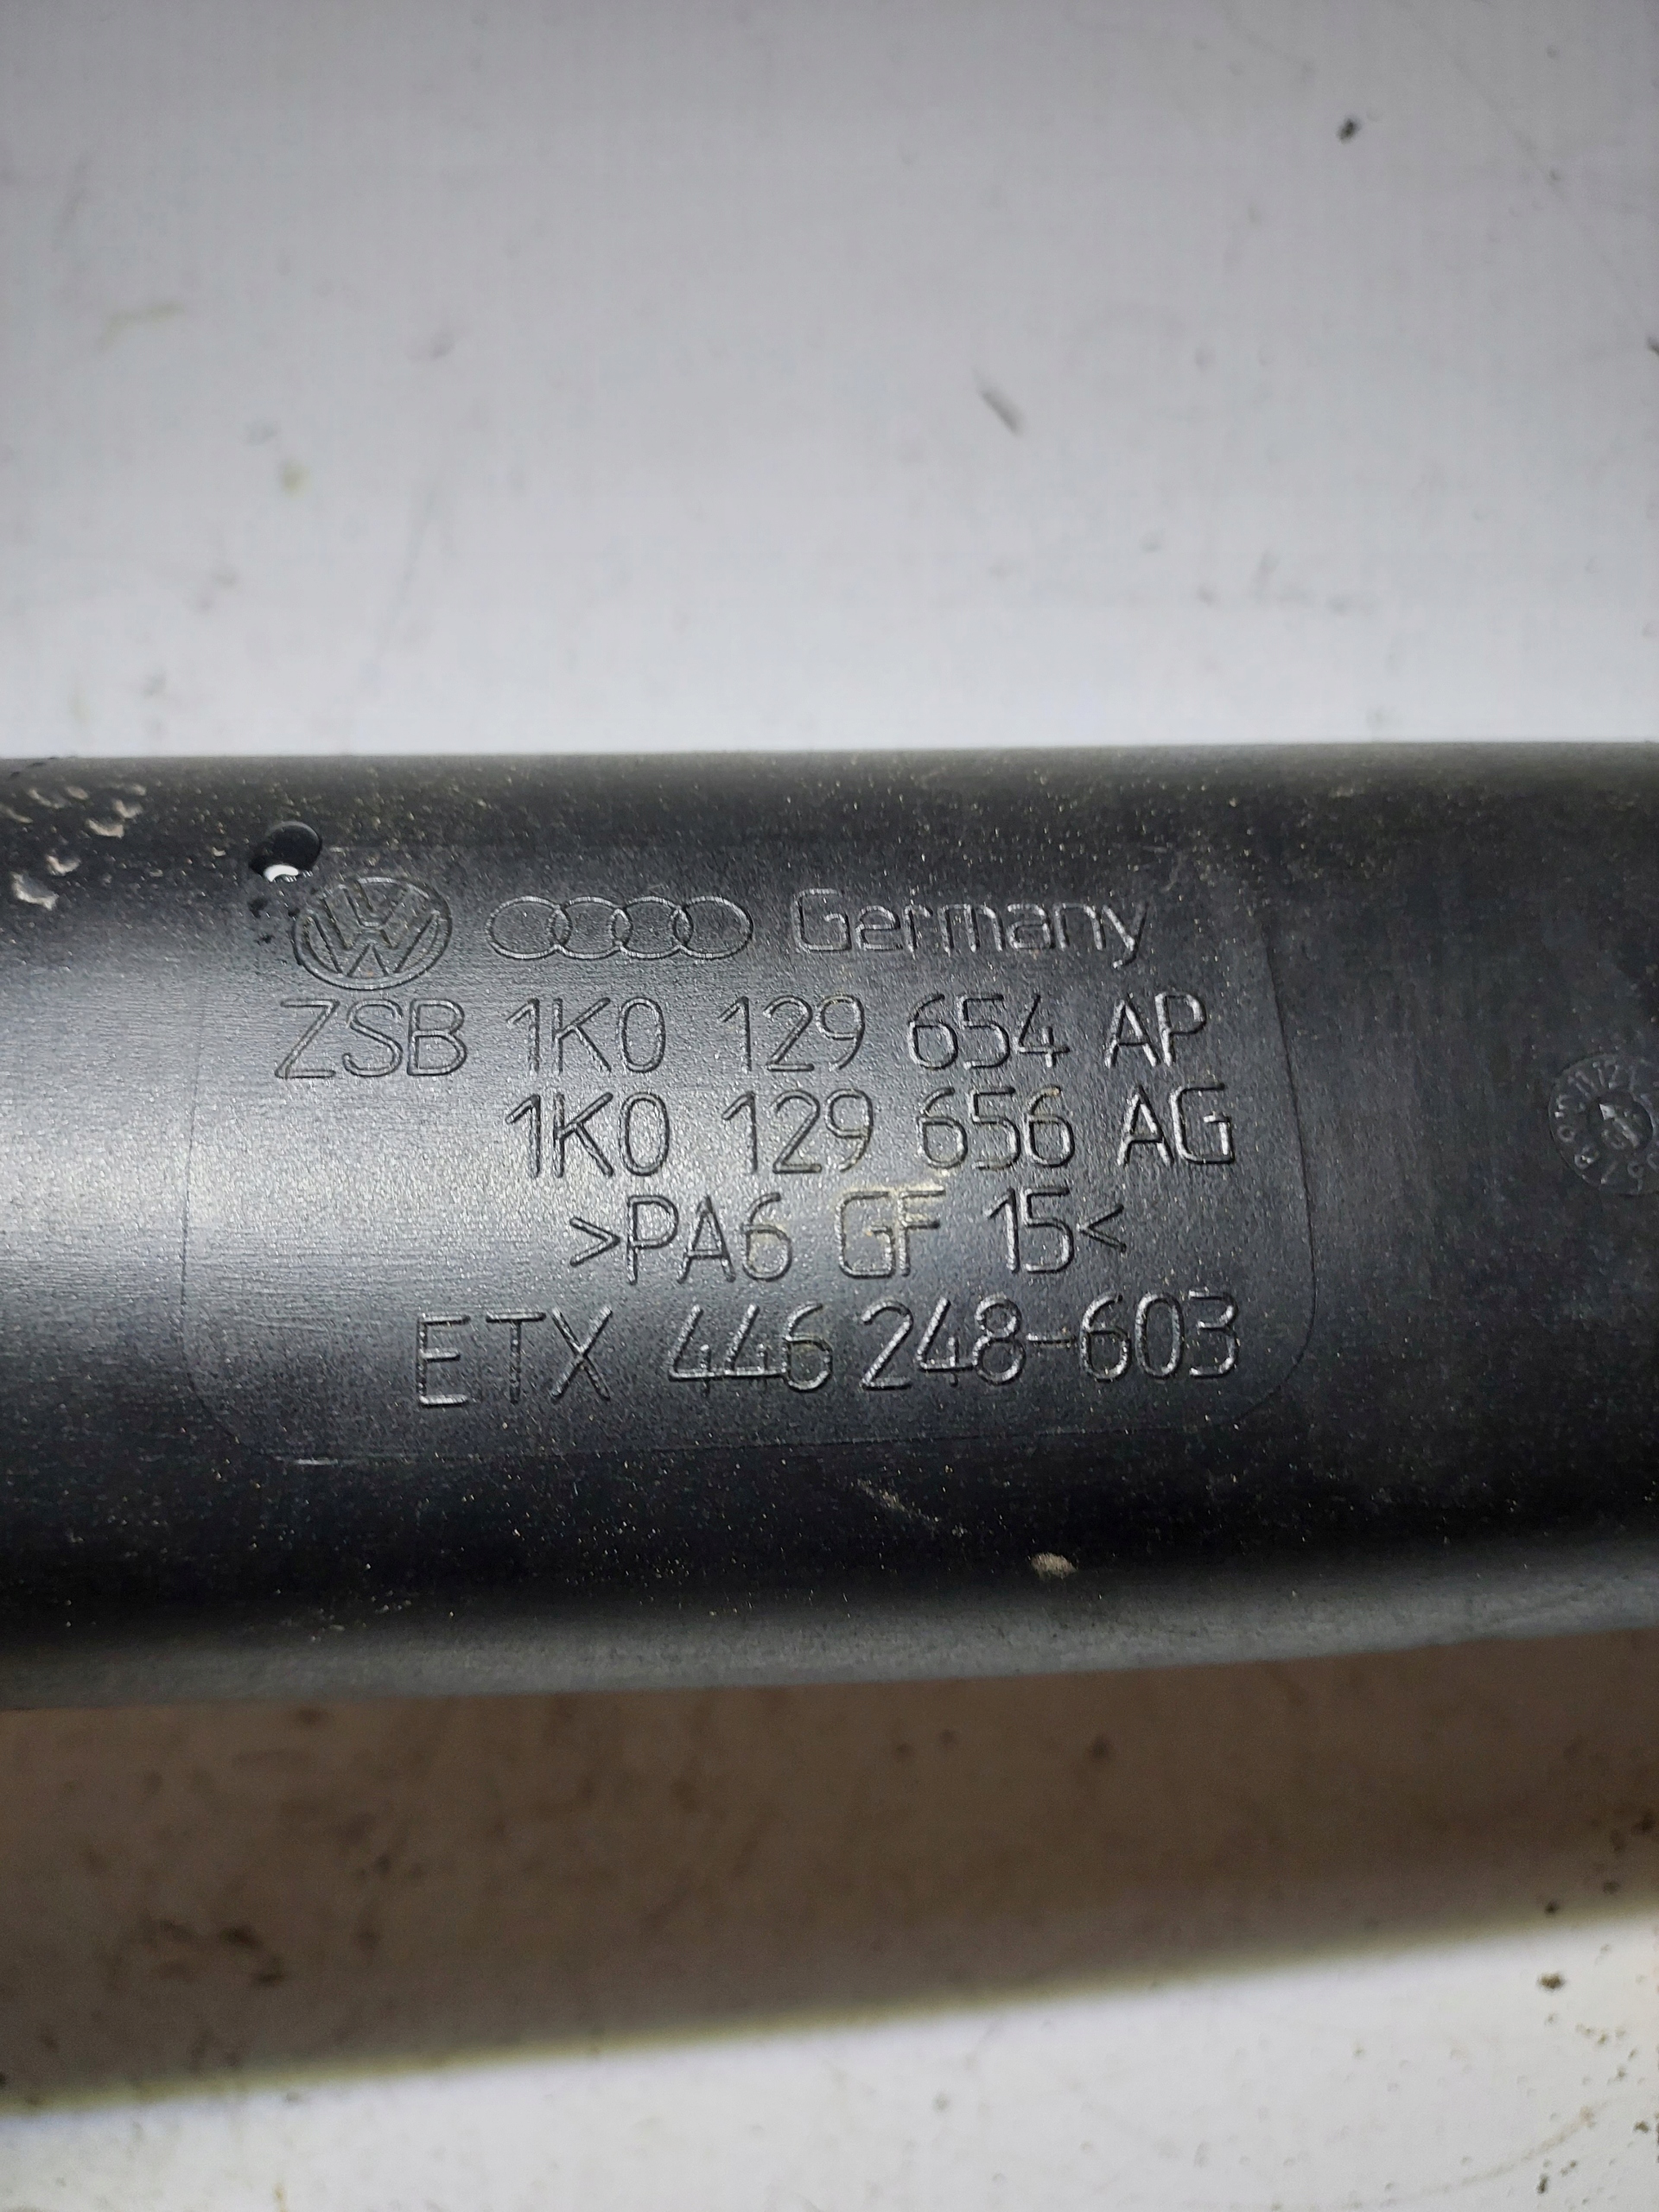 Germany
ZSB 1K0 129 654 AP
1K0 129 656 AG
>PA6 GF 15<
ETX 446 248-603